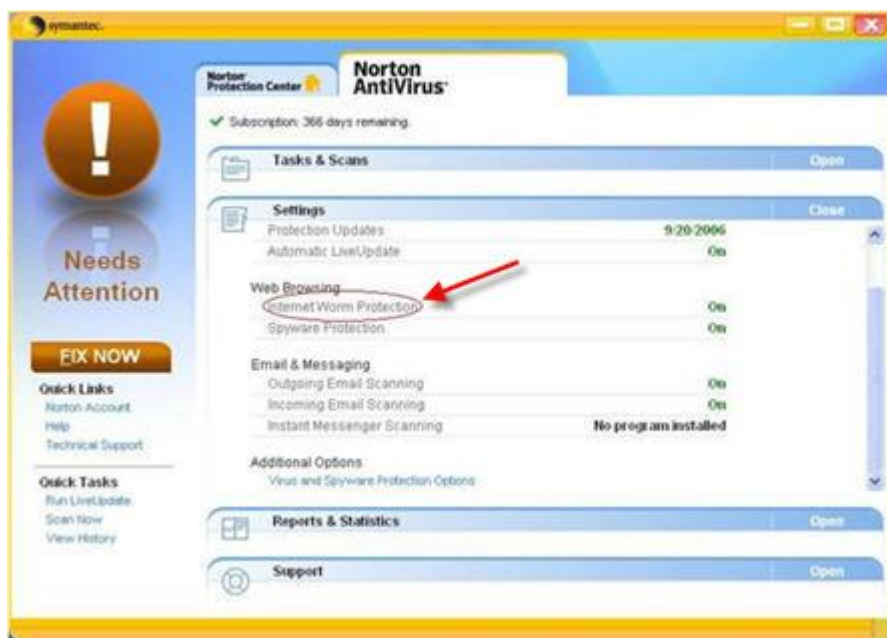 symantec.
Norton
Protection Center
Norton
AntiVirus
Subscription: 366 days remaining.
Tasks & Scans Open
Settings Close
Protection Updates 9/20/2006
Automatic LiveUpdate On
Web Browsing
Internet Worm Protection On
Spyware Protection On
Email & Messaging
Outgoing Email Scanning On
Incoming Email Scanning On
Instant Messenger Scanning No program installed
Additional Options
Virus and Spyware Protection Options
Reports & Statistics Open
Support Open
!
Needs
Attention
FIX NOW
Quick Links
Norton Account
Help
Technical Support
Quick Tasks
Run LiveUpdate
Scan Now
View History